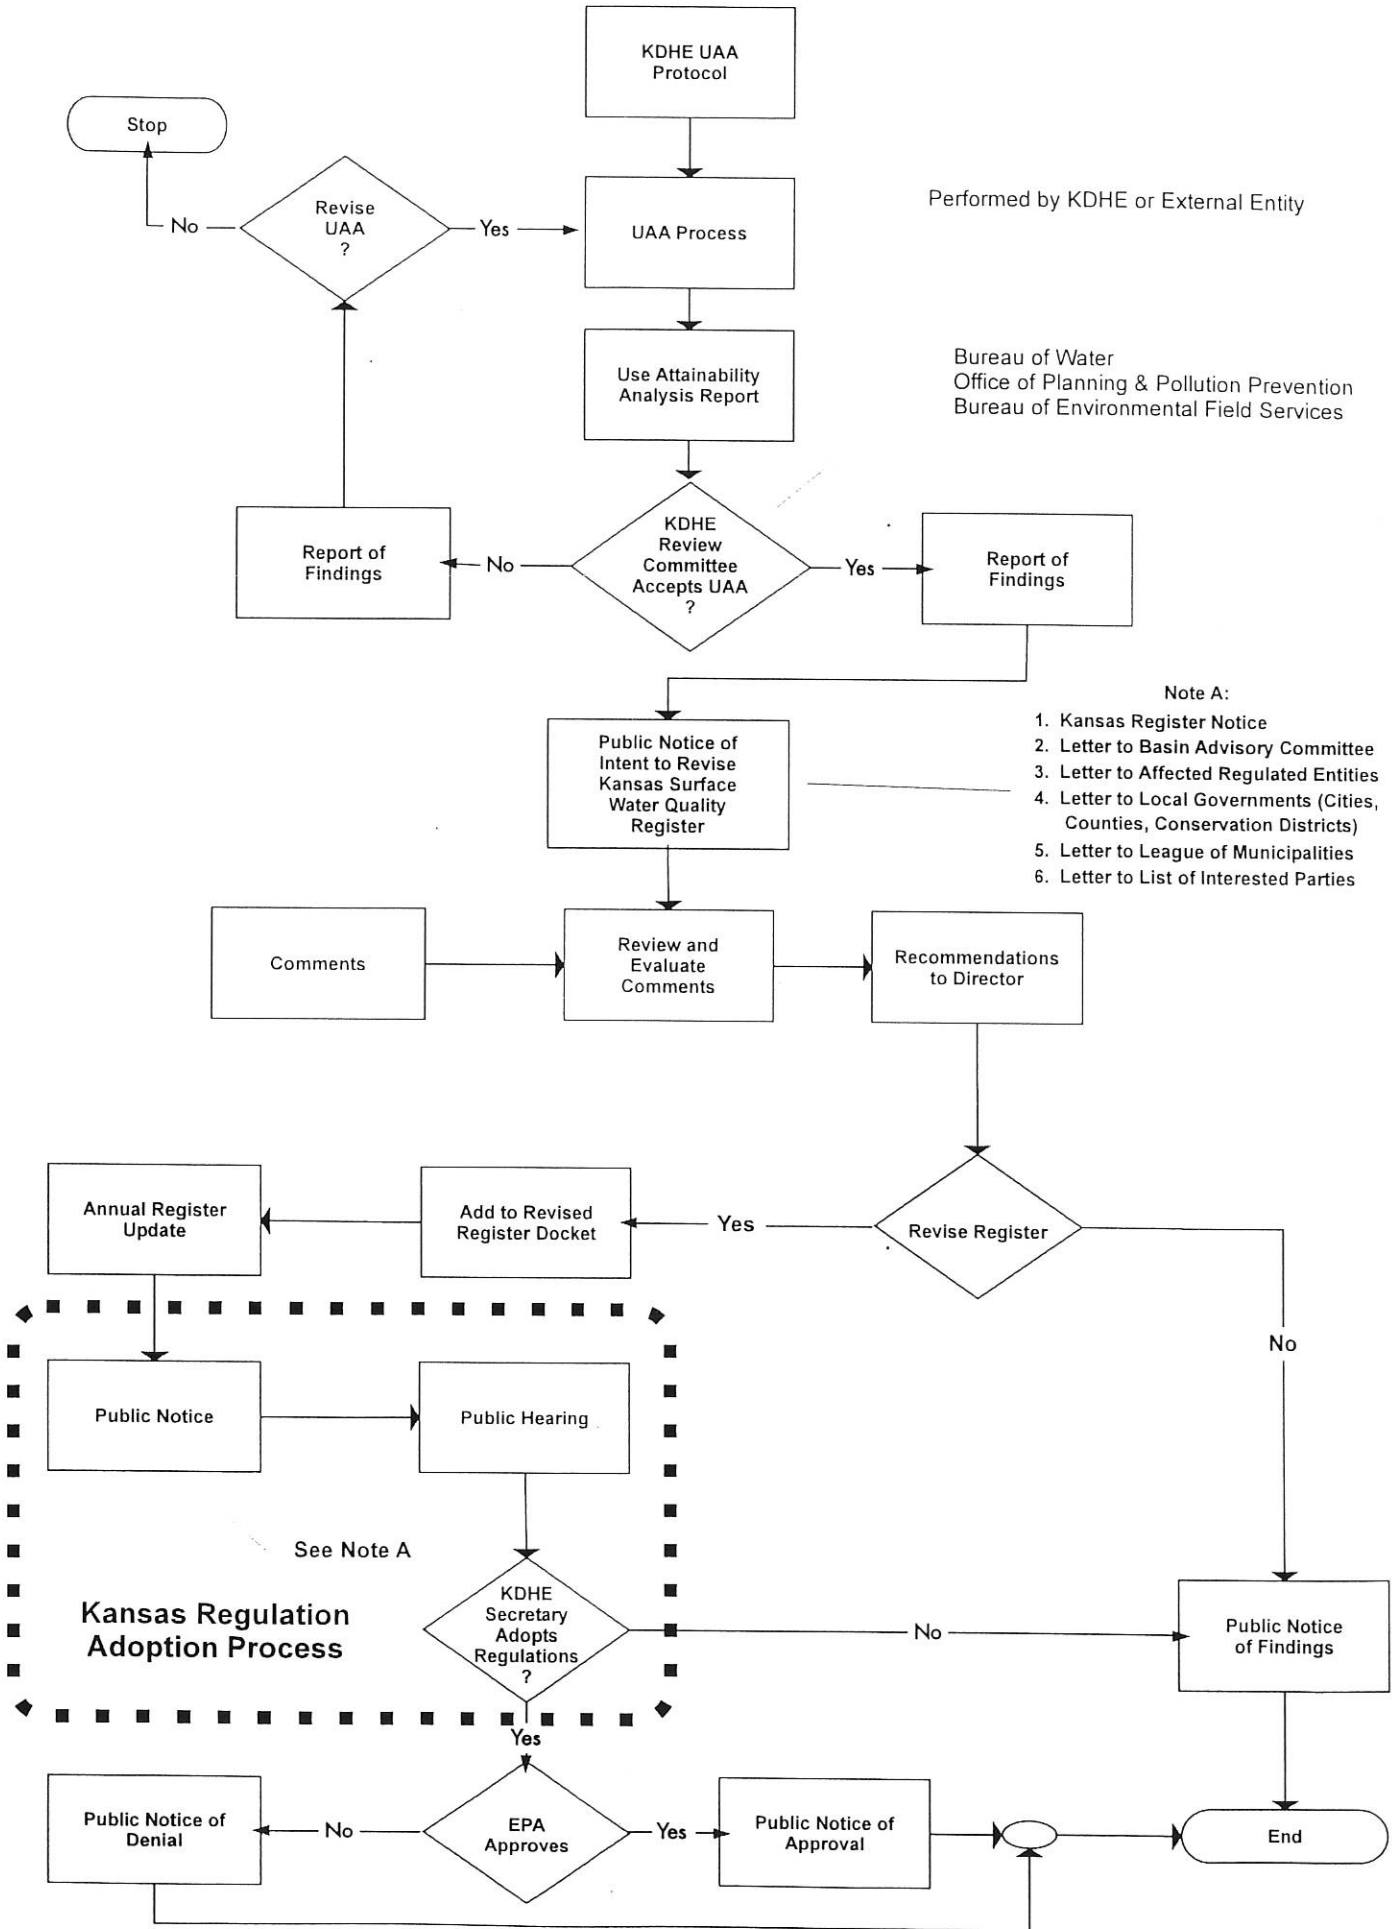 KDHE UAA
Protocol
Stop
Revise
UAA
?
No
Yes
UAA Process
Performed by KDHE or External Entity
Use Attainability
Analysis Report
Bureau of Water
Office of Planning & Pollution Prevention
Bureau of Environmental Field Services
Report of
Findings
No
KDHE
Review
Committee
Accepts UAA
?
Yes
Report of
Findings
Public Notice of
Intent to Revise
Kansas Surface
Water Quality
Register
Note A:
1. Kansas Register Notice
2. Letter to Basin Advisory Committee
3. Letter to Affected Regulated Entities
4. Letter to Local Governments (Cities,
Counties, Conservation Districts)
5. Letter to League of Municipalities
6. Letter to List of Interested Parties
Comments
Review and
Evaluate
Comments
Recommendations
to Director
Annual Register
Update
Add to Revised
Register Docket
Yes
Revise Register
No
Public Notice
Public Hearing
See Note A
Kansas Regulation
Adoption Process
KDHE
Secretary
Adopts
Regulations
?
No
Public Notice
of Findings
Yes
Public Notice of
Denial
No
EPA
Approves
Yes
Public Notice of
Approval
End